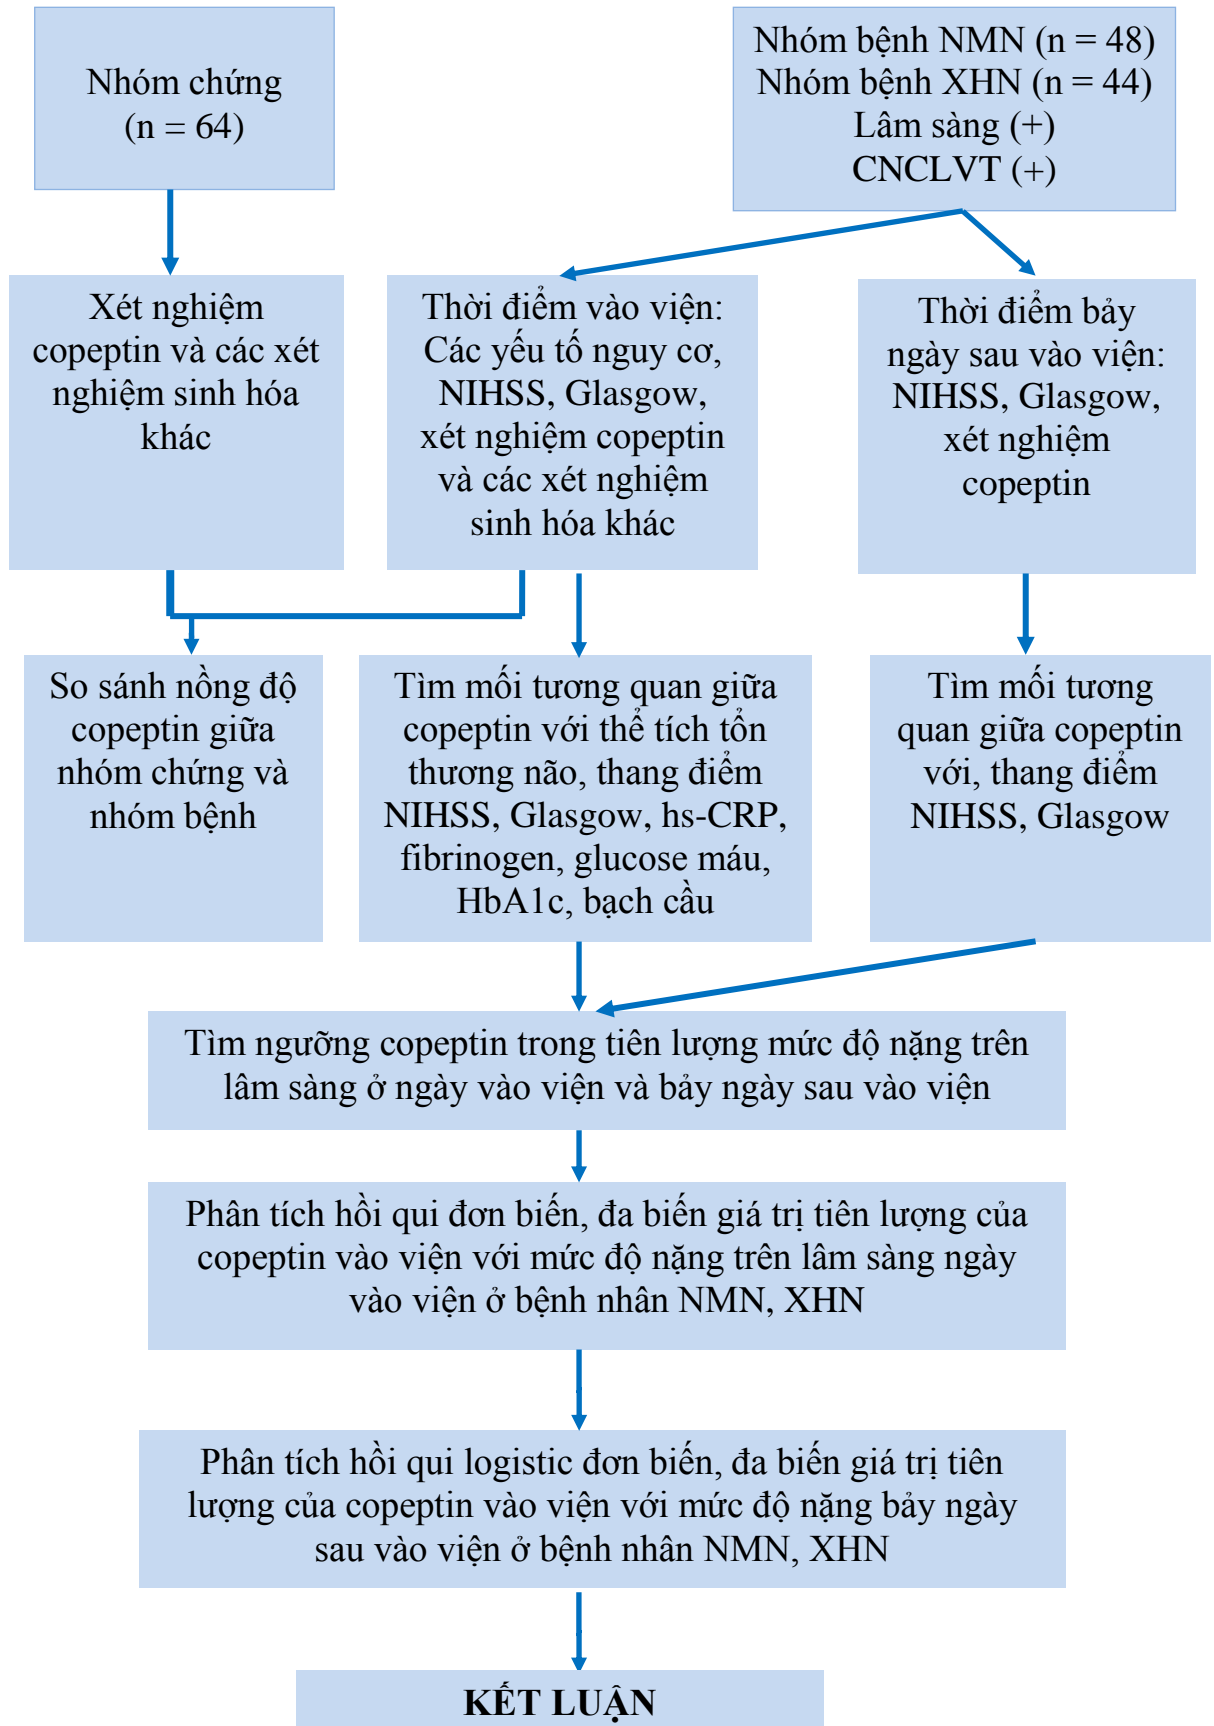 Nhóm chứng
(n = 64)
Nhóm bệnh NMN (n = 48)
Nhóm bệnh XHN (n = 44)
Lâm sàng (+)
CNCLVT (+)
Xét nghiệm
copeptin và các xét
nghiệm sinh hóa
khác
Thời điểm vào viện:
Các yếu tố nguy cơ,
NIHSS, Glasgow,
xét nghiệm copeptin
và các xét nghiệm
sinh hóa khác
Thời điểm bảy
ngày sau vào viện:
NIHSS, Glasgow,
xét nghiệm
copeptin
So sánh nồng độ
copeptin giữa
nhóm chứng và
nhóm bệnh
Tìm mối tương quan giữa
copeptin với thể tích tổn
thương não, thang điểm
NIHSS, Glasgow, hs-CRP,
fibrinogen, glucose máu,
HbA1c, bạch cầu
Tìm mối tương
quan giữa copeptin
với, thang điểm
NIHSS, Glasgow
Tìm ngưỡng copeptin trong tiên lượng mức độ nặng trên
lâm sàng ở ngày vào viện và bảy ngày sau vào viện
Phân tích hồi qui đơn biến, đa biến giá trị tiên lượng của
copeptin vào viện với mức độ nặng trên lâm sàng ngày
vào viện ở bệnh nhân NMN, XHN
Phân tích hồi qui logistic đơn biến, đa biến giá trị tiên
lượng của copeptin vào viện với mức độ nặng bảy ngày
sau vào viện ở bệnh nhân NMN, XHN
KẾT LUẬN